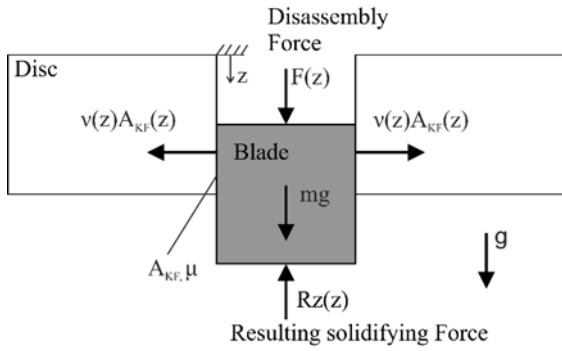 Disassembly
Force
Disc
z
F(z)
ν(z)A_KF(z)
ν(z)A_KF(z)
Blade
mg
g
A_KF, μ
Rz(z)
Resulting solidifying Force